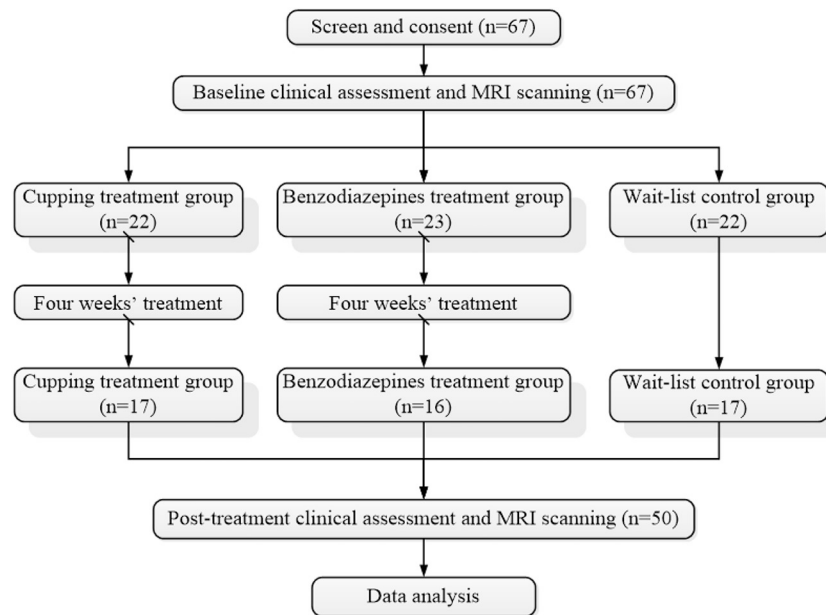 Screen and consent (n=67)
Baseline clinical assessment and MRI scanning (n=67)
Cupping treatment group
(n=22)
Benzodiazepines treatment group
(n=23)
Wait-list control group
(n=22)
Four weeks’ treatment
Four weeks’ treatment
Cupping treatment group
(n=17)
Benzodiazepines treatment group
(n=16)
Wait-list control group
(n=17)
Post-treatment clinical assessment and MRI scanning (n=50)
Data analysis